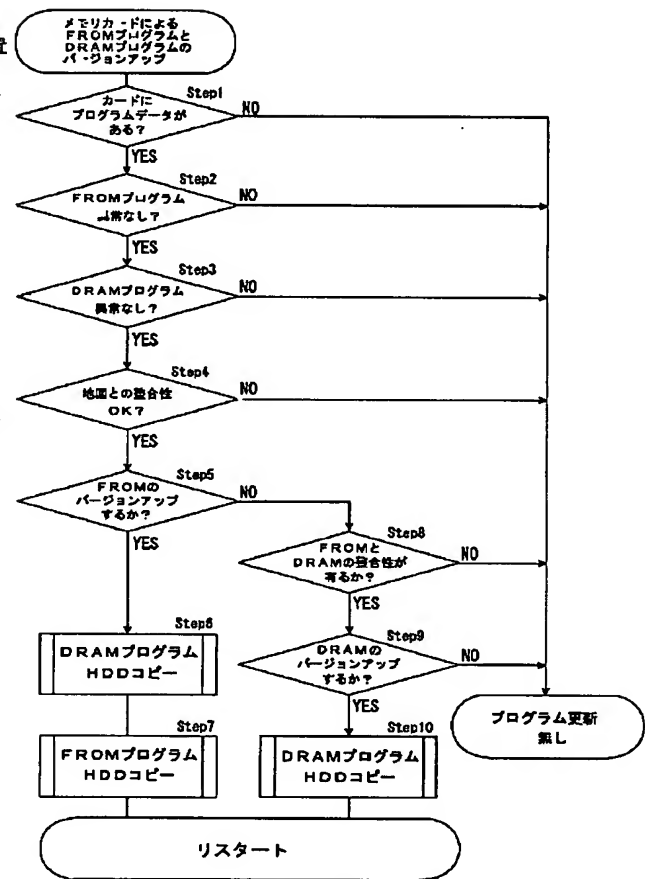 メモリカードによる
FROMプログラムと
DRAMプログラムの
バージョンアップ
Step1
カードに
プログラムデータが
ある?
NO
YES
Step2
FROMプログラム
異常なし?
NO
YES
Step3
DRAMプログラム
異常なし?
NO
YES
Step4
地図との整合性
OK?
NO
YES
Step5
FROMの
バージョンアップ
するか?
NO
YES
Step8
FROMと
DRAMの整合性が
有るか?
NO
YES
Step6
DRAMプログラム
HDDコピー
Step9
DRAMの
バージョンアップ
するか?
NO
YES
Step7
FROMプログラム
HDDコピー
Step10
DRAMプログラム
HDDコピー
プログラム更新
無し
リスタート